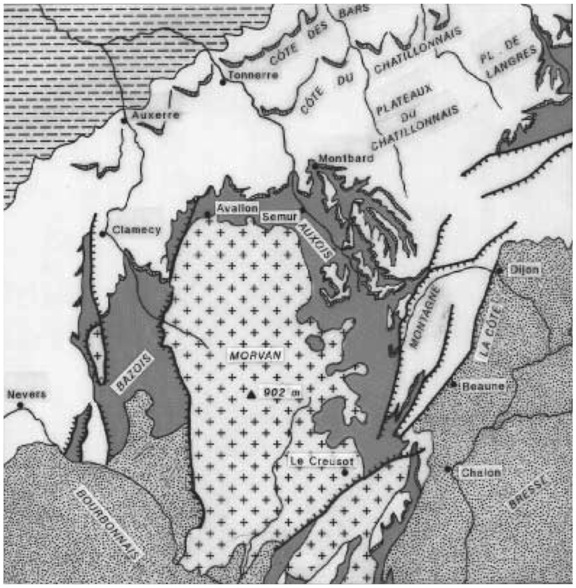 CÔTE DES BARS
CÔTE DU CHATILLONNAIS
PL. DE
LANGRES
Tonnerre
PLATEAUX
DU
CHATILLONNAIS
Auxerre
Montbard
Avallon
Semur
AUXOIS
Clamecy
Dijon
MONTAGNE
LA CÔTE
MORVAN
BAZOIS
902 m
Beaune
Nevers
Le Creusot
Chalon
BRESSE
BOURBONNAIS